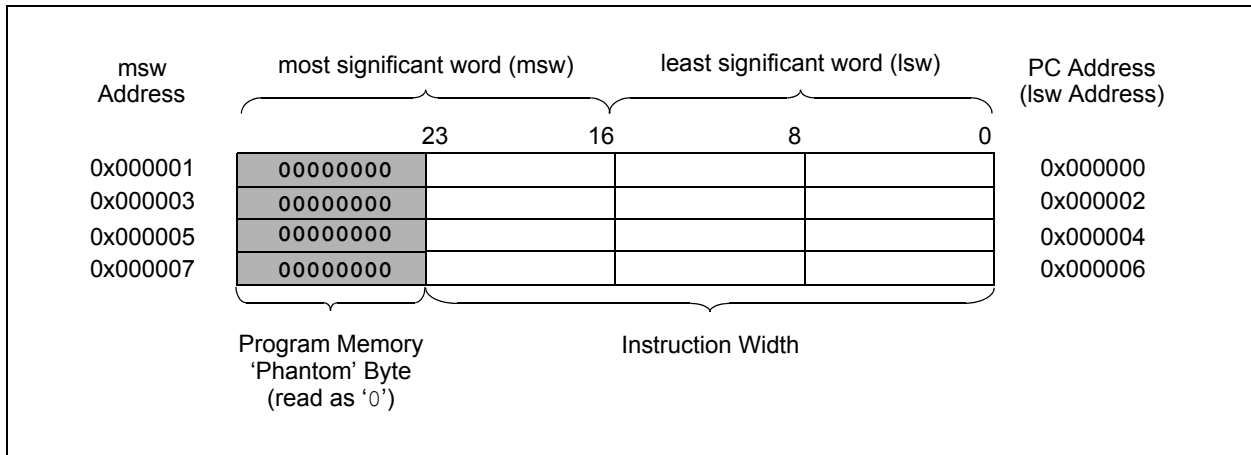 msw
Address
most significant word (msw)
least significant word (lsw)
PC Address
(lsw Address)
23 16 8 0
0x000001 00000000 0x000000
0x000003 00000000 0x000002
0x000005 00000000 0x000004
0x000007 00000000 0x000006
Program Memory
‘Phantom’ Byte
(read as ‘0’)
Instruction Width